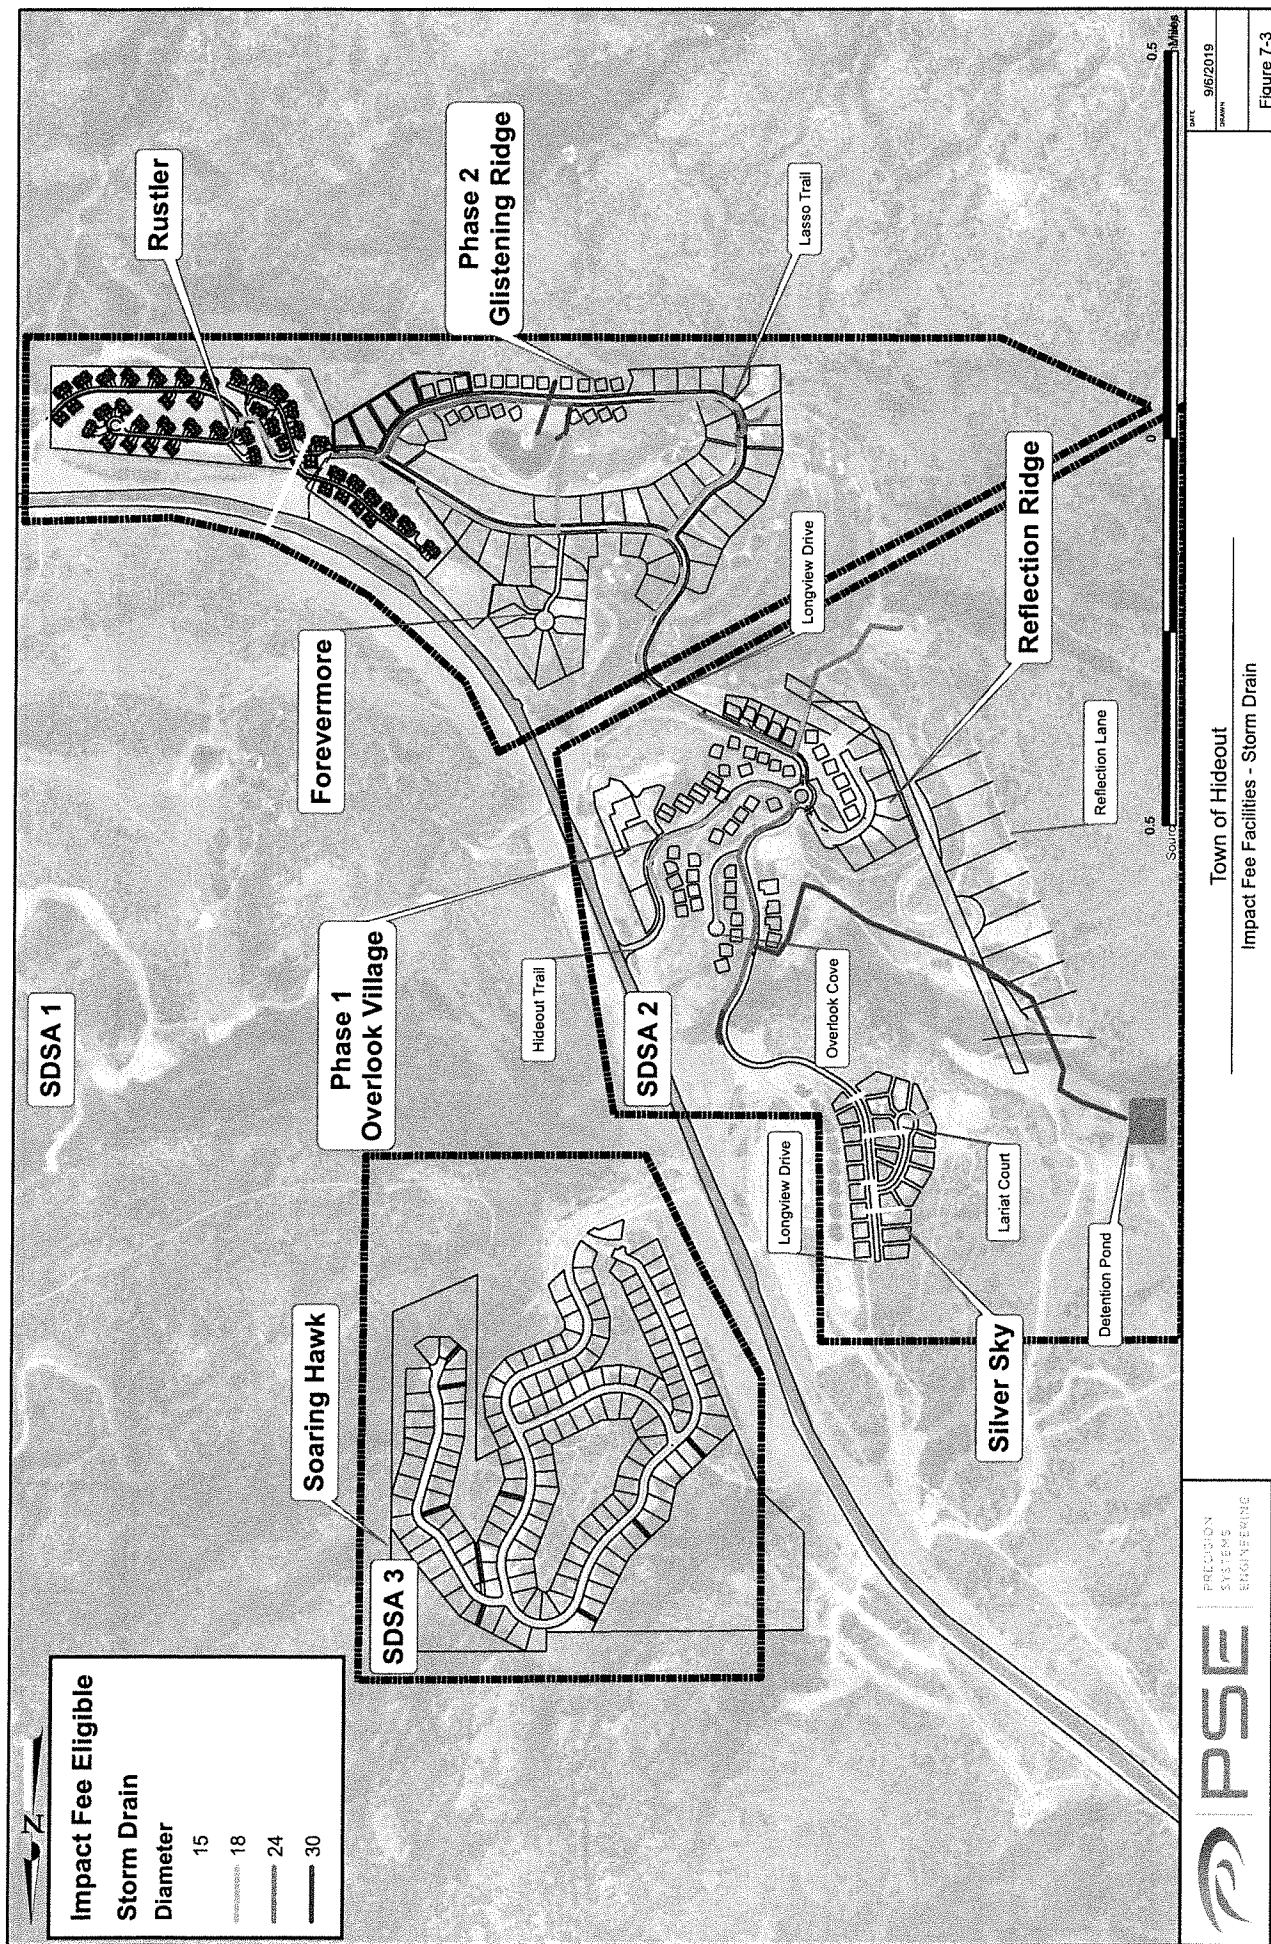 N
Impact Fee Eligible
Storm Drain
Diameter
15
18
24
30
SDSA 1
SDSA 3
Soaring Hawk
Phase 1
Overlook Village
Forevermore
Rustler
Phase 2
Glistening Ridge
Lasso Trail
Hideout Trail
SDSA 2
Overlook Cove
Longview Drive
Longview Drive
Reflection Ridge
Reflection Lane
Lariat Court
Silver Sky
Detention Pond
0.5
0
0.5
Miles
Sourc
PSE
PRECISION
SYSTEMS
ENGINEERING
Town of Hideout
Impact Fee Facilities - Storm Drain
DATE
9/6/2019
DRAWN
Figure 7-3